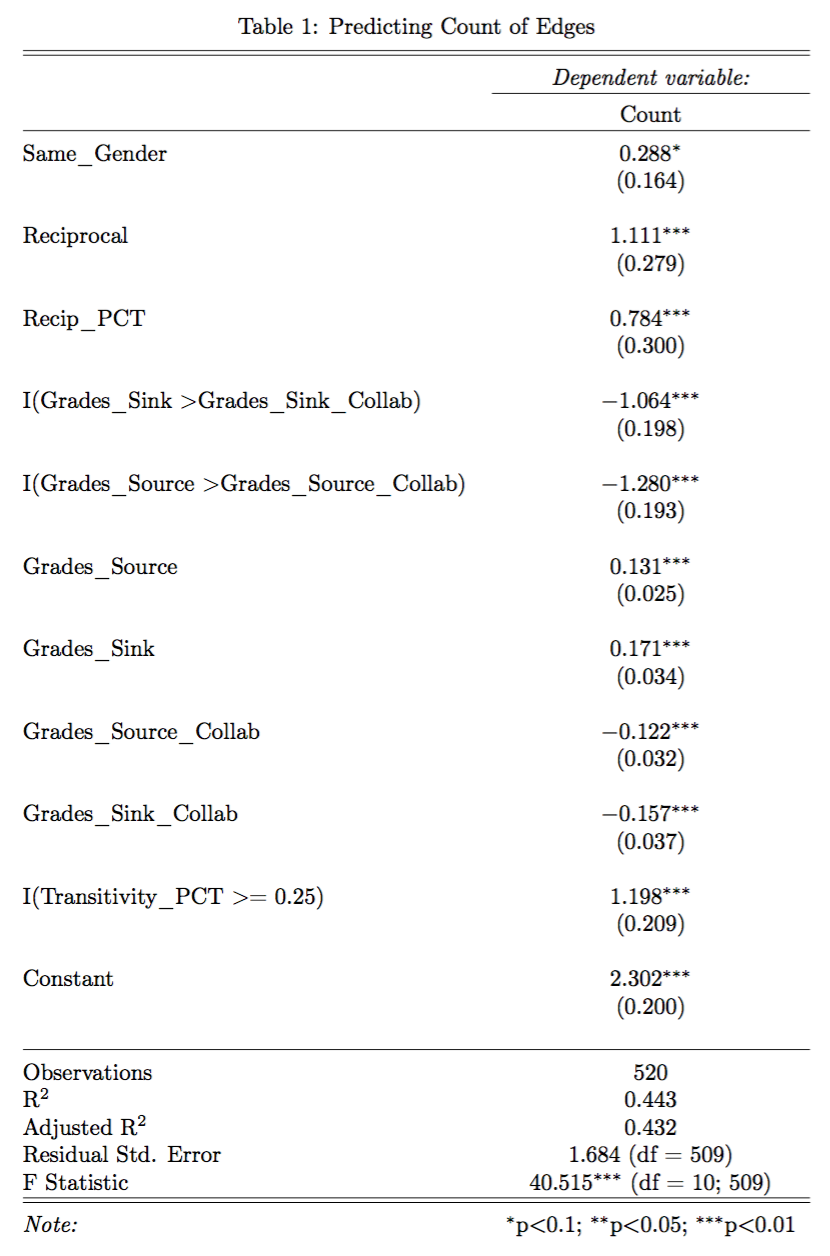 Table 1: Predicting Count of Edges
Dependent variable:
Count
Same_Gender 0.288*
(0.164)
Reciprocal 1.111***
(0.279)
Recip_PCT 0.784***
(0.300)
I(Grades_Sink >Grades_Sink_Collab) −1.064***
(0.198)
I(Grades_Source >Grades_Source_Collab) −1.280***
(0.193)
Grades_Source 0.131***
(0.025)
Grades_Sink 0.171***
(0.034)
Grades_Source_Collab −0.122***
(0.032)
Grades_Sink_Collab −0.157***
(0.037)
I(Transitivity_PCT >= 0.25) 1.198***
(0.209)
Constant 2.302***
(0.200)
Observations 520
R² 0.443
Adjusted R² 0.432
Residual Std. Error 1.684 (df = 509)
F Statistic 40.515*** (df = 10; 509)
Note: *p<0.1; **p<0.05; ***p<0.01